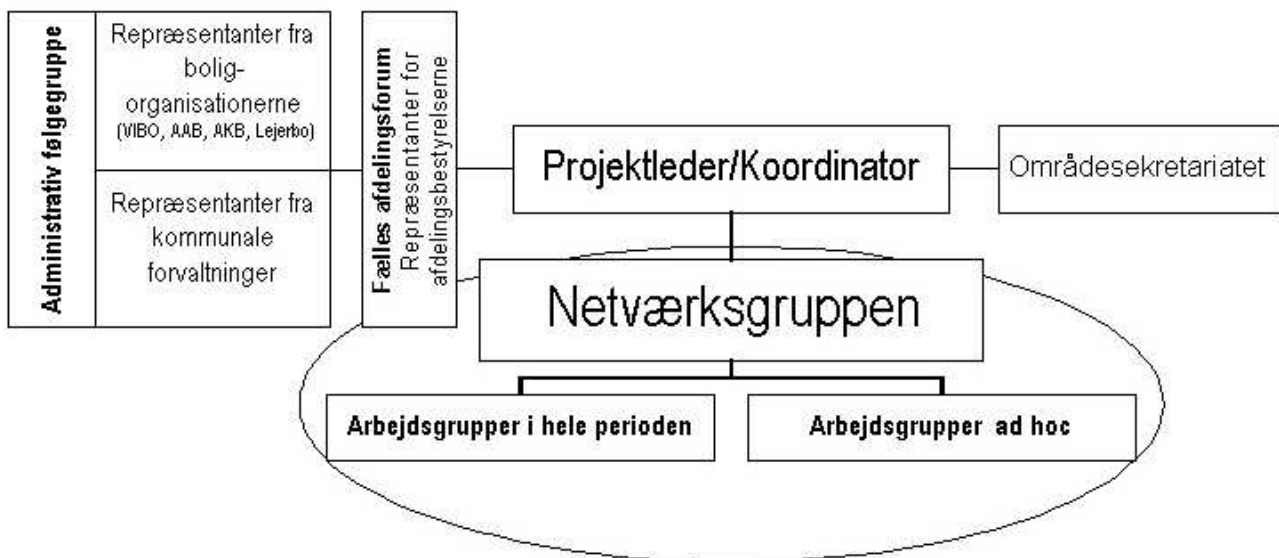 Administrativ følgegruppe
Repræsentanter fra
bolig-
organisationerne
(VIBO, AAB, AKB, Lejerbo)
Repræsentanter fra
kommunale
forvaltninger
Fælles afdelingsforum
Repræsentanter for
afdelingsbestyrelserne
Projektleder/Koordinator
Områdesekretariatet
Netværksgruppen
Arbejdsgrupper i hele perioden
Arbejdsgrupper ad hoc